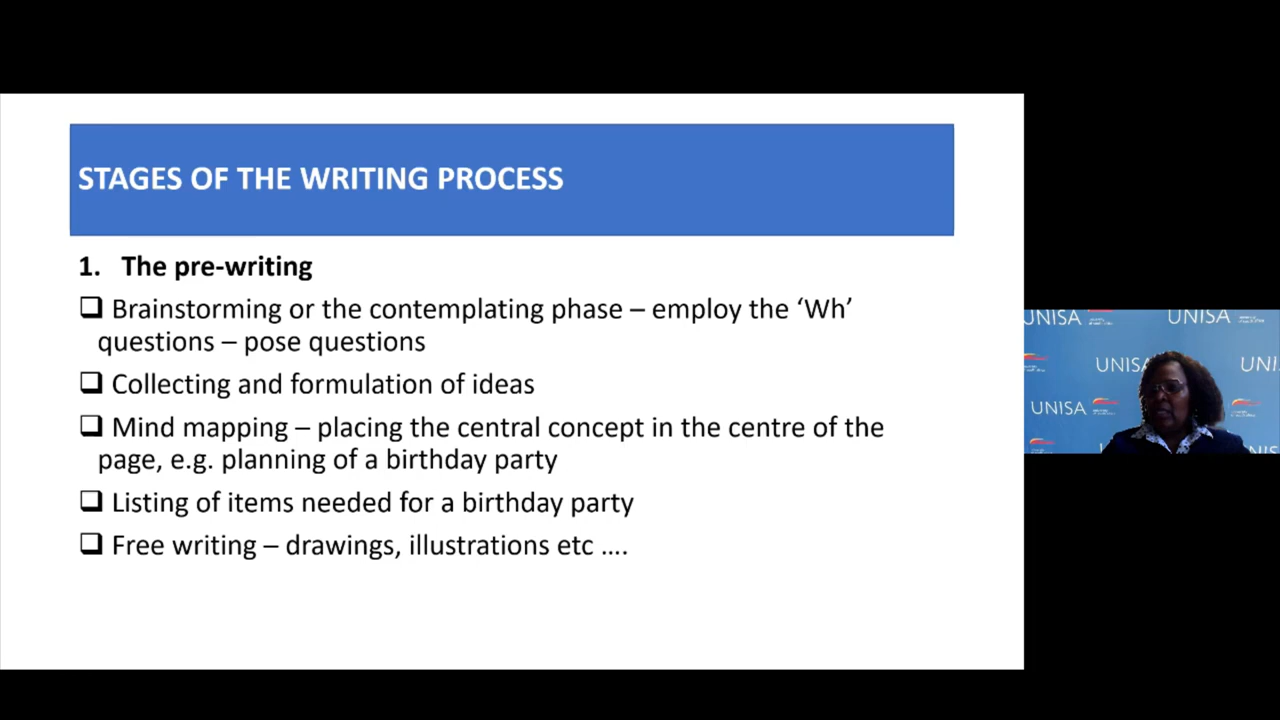 STAGES OF THE WRITING PROCESS
1. The pre-writing
❑ Brainstorming or the contemplating phase – employ the ‘Wh’
questions – pose questions
❑ Collecting and formulation of ideas
❑ Mind mapping – placing the central concept in the centre of the
page, e.g. planning of a birthday party
❑ Listing of items needed for a birthday party
❑ Free writing – drawings, illustrations etc ....
UNISA
UNISA
UNISA
UNI
UNISA